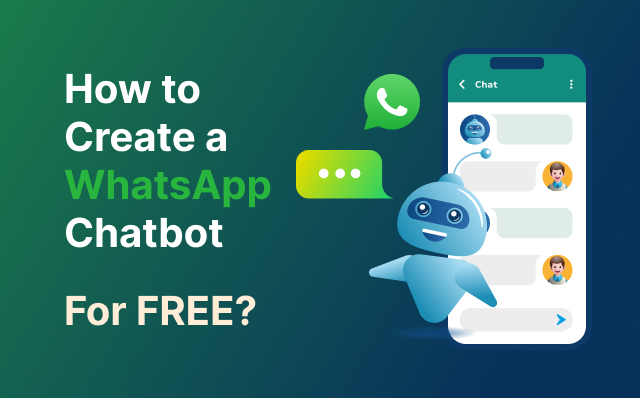 How to
Create a
WhatsApp
Chatbot
For FREE?
Chat